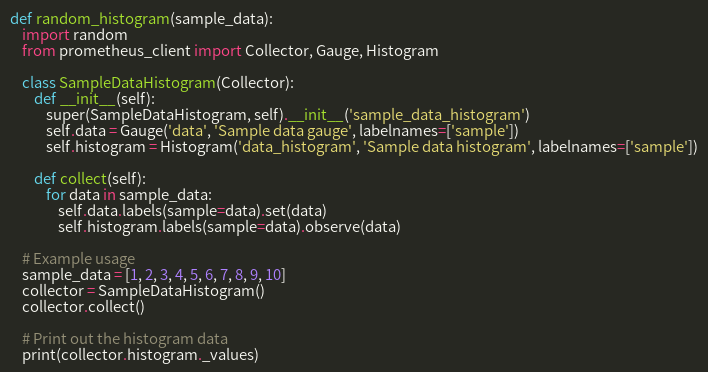 def random_histogram(sample_data):
import random
from prometheus_client import Collector, Gauge, Histogram
class SampleDataHistogram(Collector):
def __init__(self):
super(SampleDataHistogram, self).__init__('sample_data_histogram')
self.data = Gauge('data', 'Sample data gauge', labelnames=['sample'])
self.histogram = Histogram('data_histogram', 'Sample data histogram', labelnames=['sample'])
def collect(self):
for data in sample_data:
self.data.labels(sample=data).set(data)
self.histogram.labels(sample=data).observe(data)
# Example usage
sample_data = [1, 2, 3, 4, 5, 6, 7, 8, 9, 10]
collector = SampleDataHistogram()
collector.collect()
# Print out the histogram data
print(collector.histogram._values)